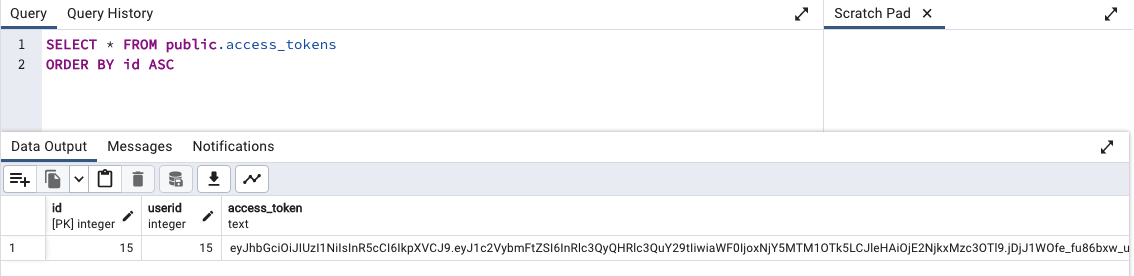 Query Query History Scratch Pad
1 SELECT * FROM public.access_tokens
2 ORDER BY id ASC
Data Output Messages Notifications
id userid access_token
[PK] integer integer text
1 15 15 eyJhbGciOiJIUzI1NiIsInR5cCI6IkpXVCJ9.eyJ1c2VybmFtZSI6InRlc3QyQHRlc3QuY29tIiwiaWF0IjoxNjY5MTM1OTk5LCJleHAiOjE2NjkxMzc3OTl9.jDjJ1WOfe_fu86bxw_u